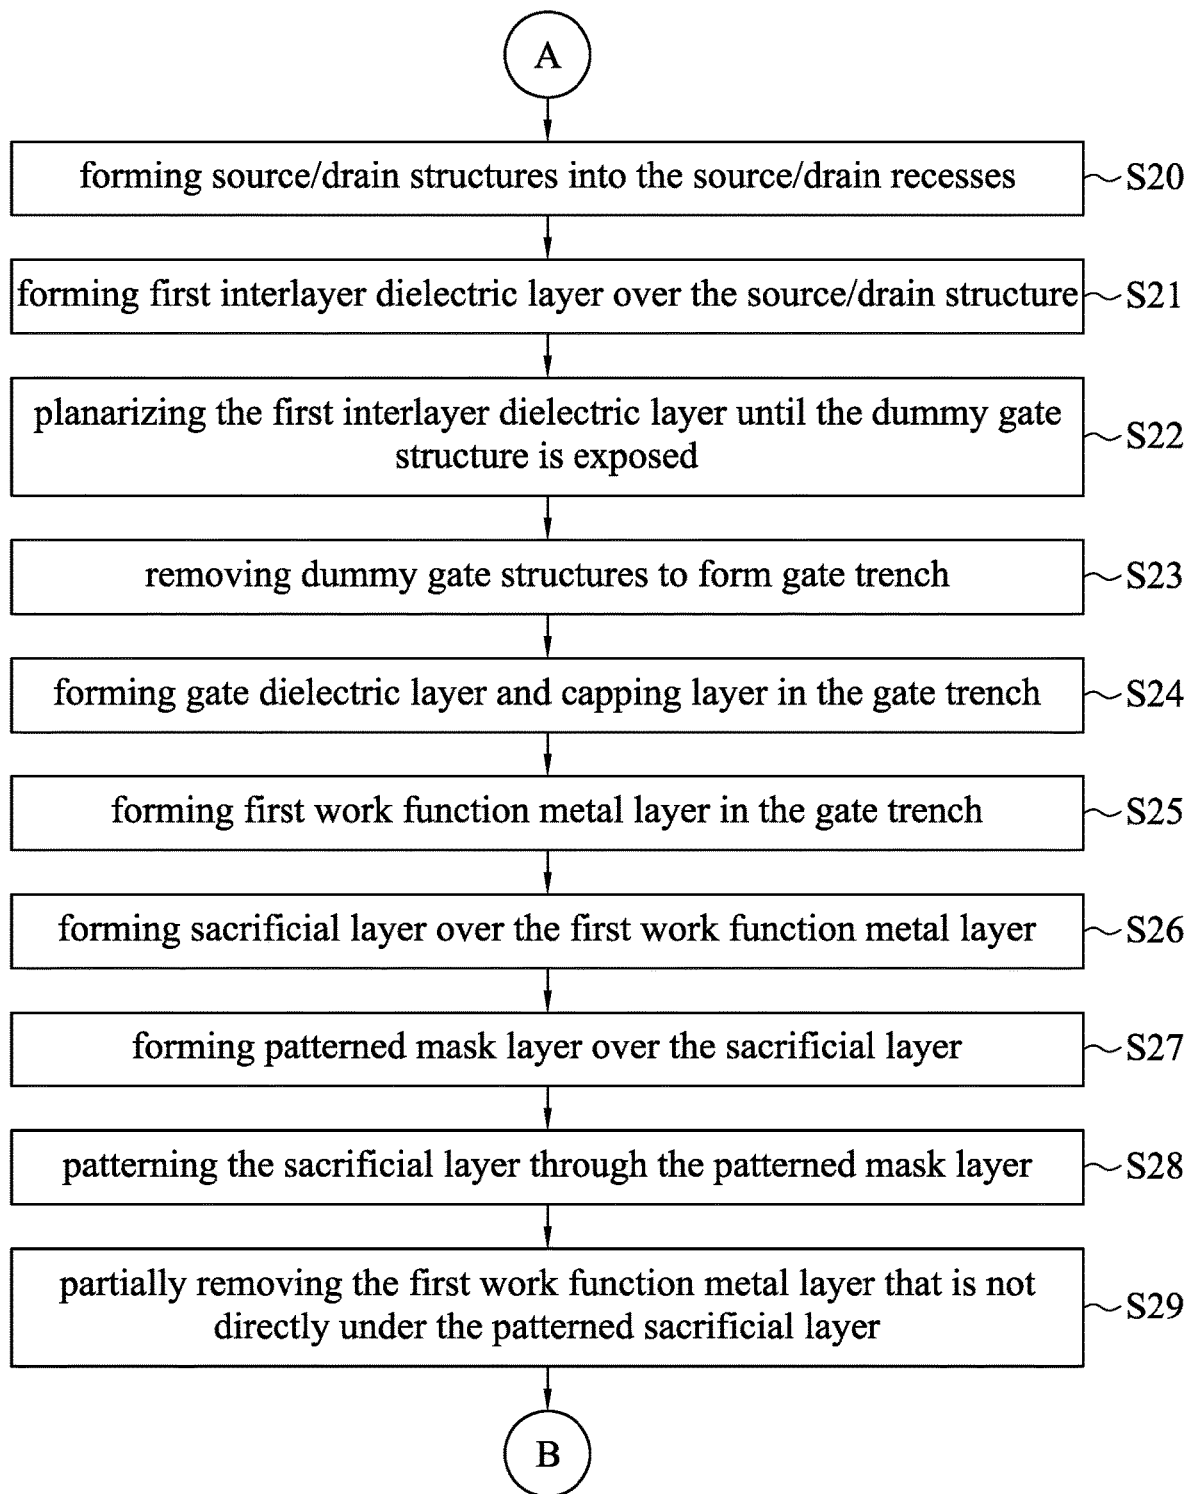 A
forming source/drain structures into the source/drain recesses
S20
forming first interlayer dielectric layer over the source/drain structure
S21
planarizing the first interlayer dielectric layer until the dummy gate
structure is exposed
S22
removing dummy gate structures to form gate trench
S23
forming gate dielectric layer and capping layer in the gate trench
S24
forming first work function metal layer in the gate trench
S25
forming sacrificial layer over the first work function metal layer
S26
forming patterned mask layer over the sacrificial layer
S27
patterning the sacrificial layer through the patterned mask layer
S28
partially removing the first work function metal layer that is not
directly under the patterned sacrificial layer
S29
B